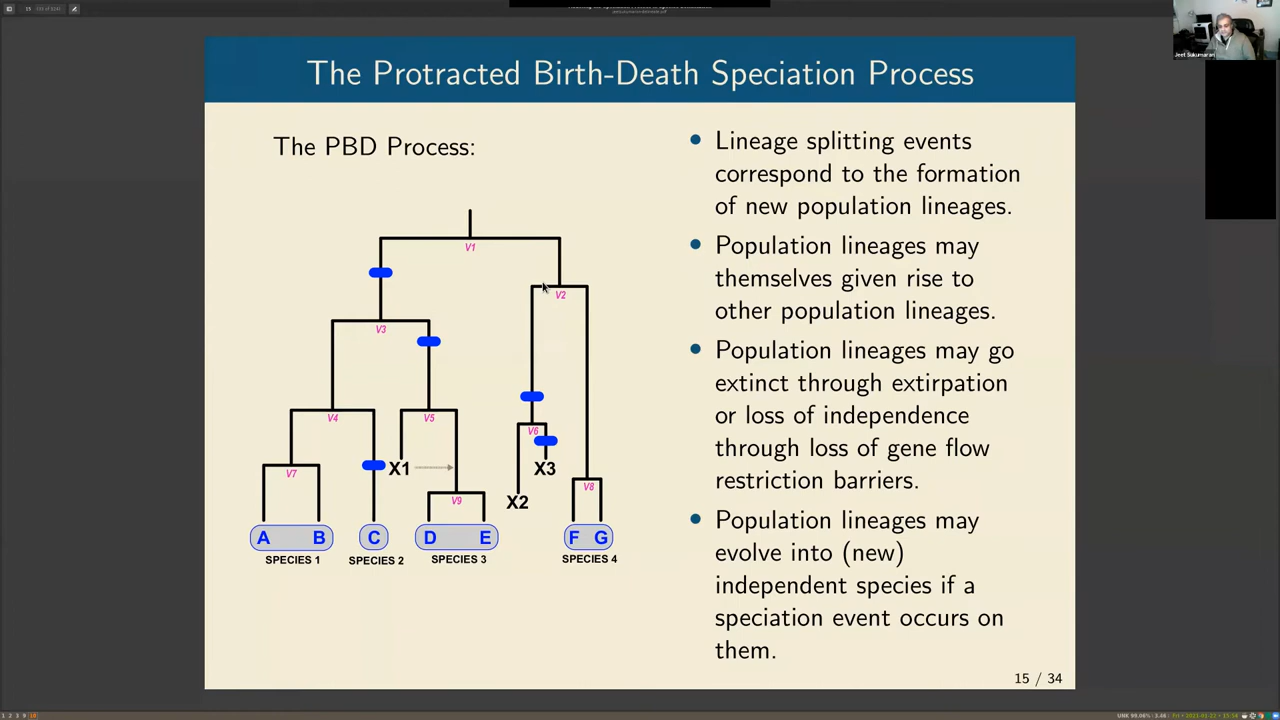 15
Jeet Sukumaran
The Protracted Birth-Death Speciation Process
The PBD Process:
V1
V2
V3
V4
V5
V6
V7
X1
X3
V8
V9
X2
A B C D E F G
SPECIES 1 SPECIES 2 SPECIES 3 SPECIES 4
• Lineage splitting events
correspond to the formation
of new population lineages.
• Population lineages may
themselves given rise to
other population lineages.
• Population lineages may go
extinct through extirpation
or loss of independence
through loss of gene flow
restriction barriers.
• Population lineages may
evolve into (new)
independent species if a
speciation event occurs on
them.
15 / 34